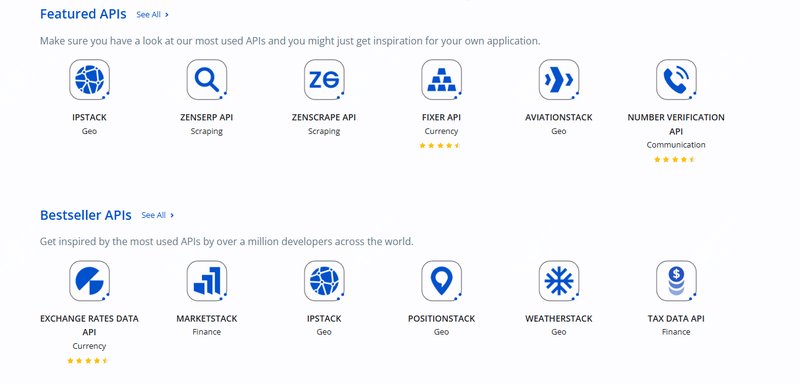 Featured APIs See All >
Make sure you have a look at our most used APIs and you might just get inspiration for your own application.
ZE
IPSTACK ZENSERP API ZENSCRAPE API FIXER API AVIATIONSTACK NUMBER VERIFICATION
API
Geo Scraping Scraping Currency Geo
Communication
Bestseller APIs See All >
Get inspired by the most used APIs by over a million developers across the world.
$
EXCHANGE RATES DATA MARKETSTACK IPSTACK POSITIONSTACK WEATHERSTACK TAX DATA API
API
Finance Geo Geo Geo Finance
Currency